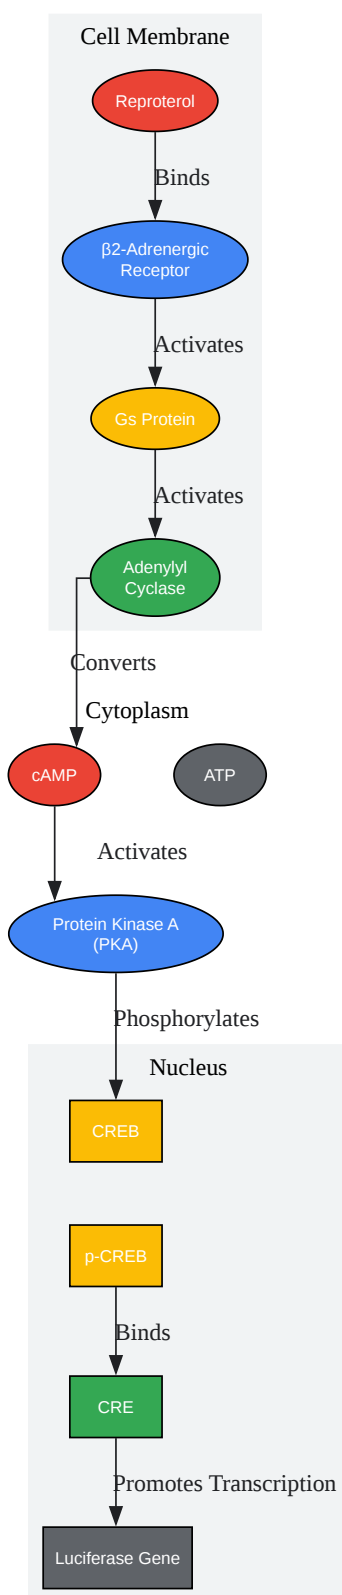 Cell Membrane
Reproterol
Binds
β2-Adrenergic
Receptor
Activates
Gs Protein
Activates
Adenylyl
Cyclase
Converts
Cytoplasm
cAMP
ATP
Activates
Protein Kinase A
(PKA)
Phosphorylates
Nucleus
CREB
p-CREB
Binds
CRE
Promotes Transcription
Luciferase Gene